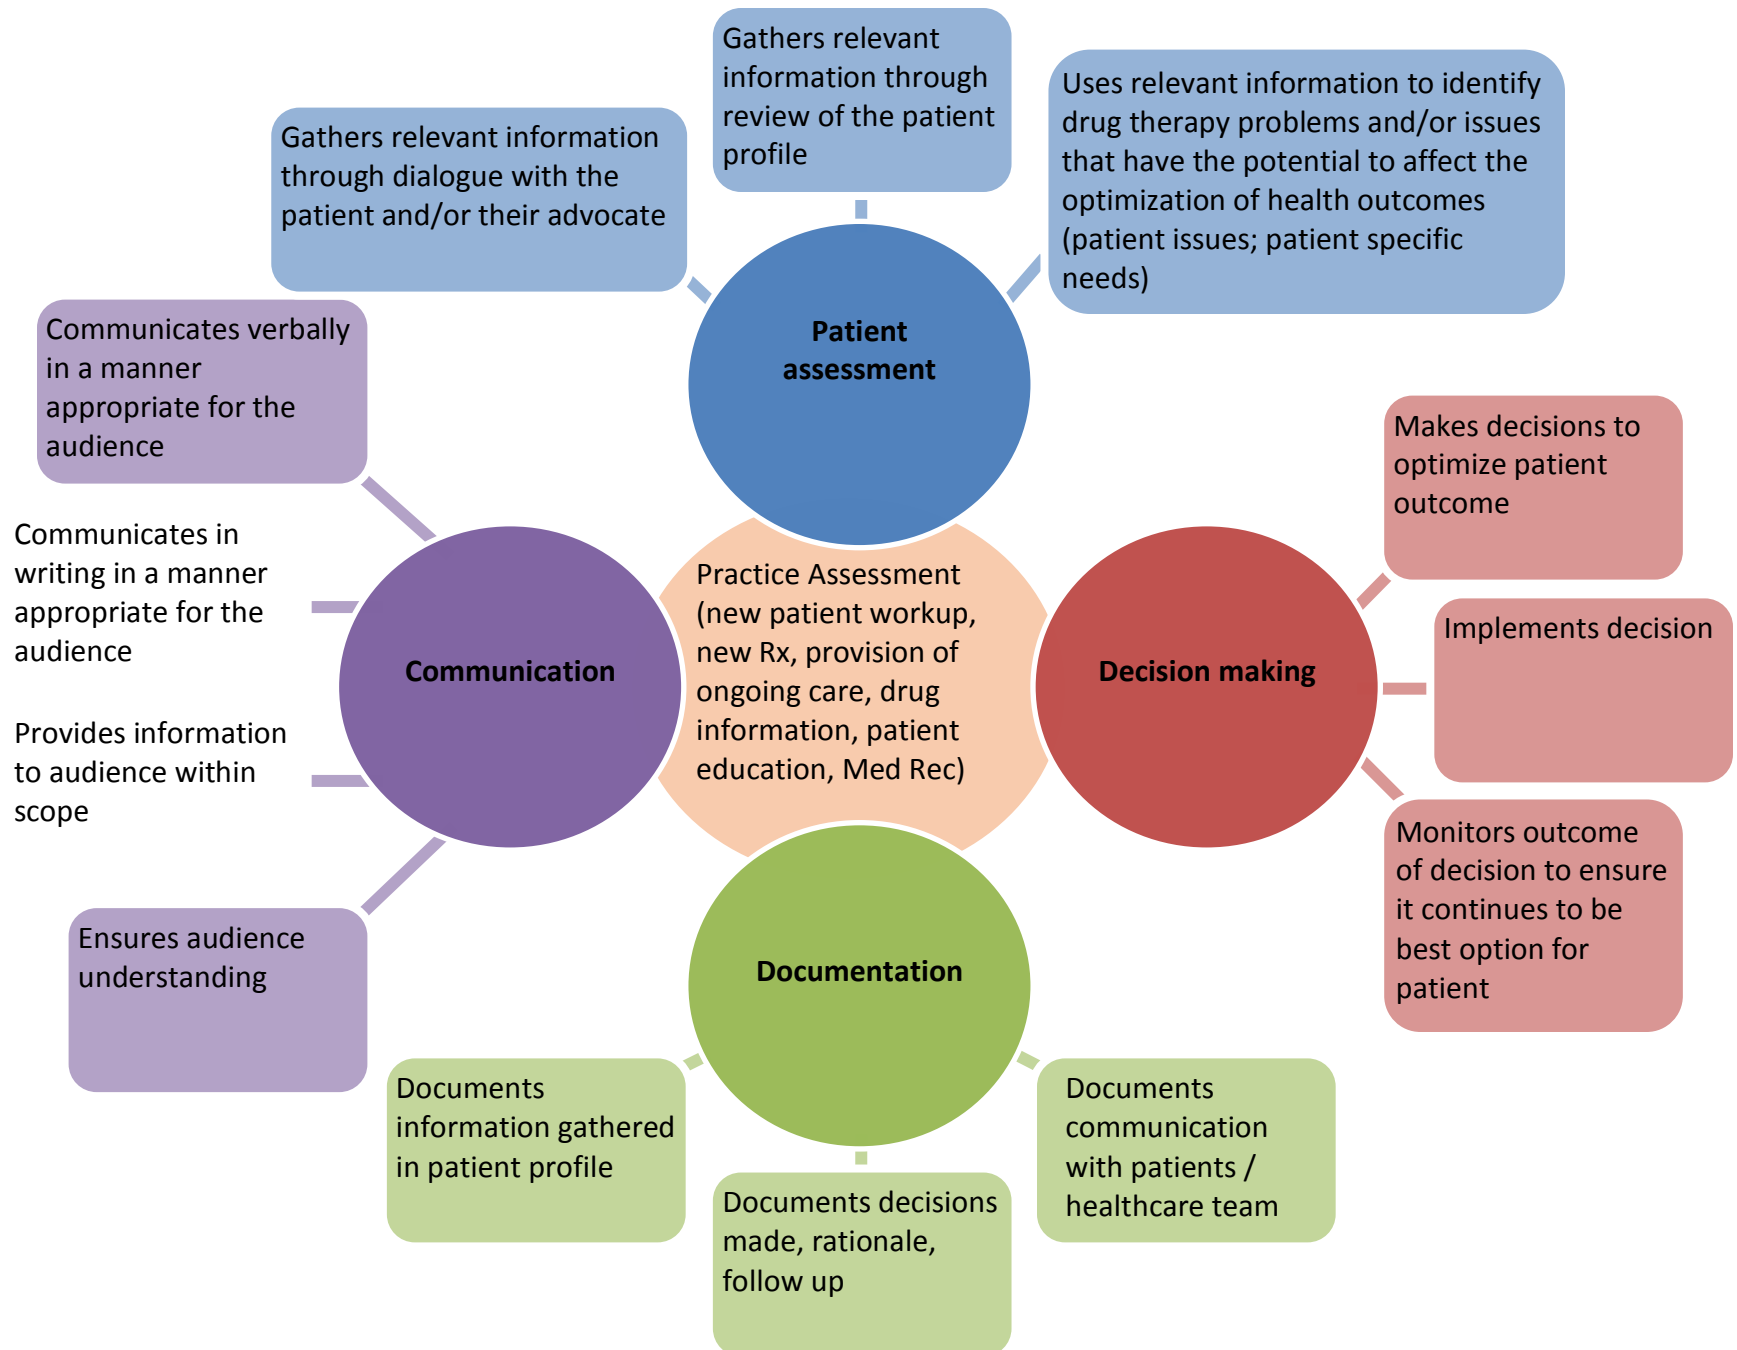 Gathers relevant
information through
review of the patient
profile
Uses relevant information to identify
drug therapy problems and/or issues
that have the potential to affect the
optimization of health outcomes
(patient issues; patient specific
needs)
Gathers relevant information
through dialogue with the
patient and/or their advocate
Patient
assessment
Communicates verbally
in a manner
appropriate for the
audience
Communicates in
writing in a manner
appropriate for the
audience
Provides information
to audience within
scope
Ensures audience
understanding
Communication
Practice Assessment
(new patient workup,
new Rx, provision of
ongoing care, drug
information, patient
education, Med Rec)
Decision making
Makes decisions to
optimize patient
outcome
Implements decision
Monitors outcome
of decision to ensure
it continues to be
best option for
patient
Documentation
Documents
information gathered
in patient profile
Documents decisions
made, rationale,
follow up
Documents
communication
with patients /
healthcare team